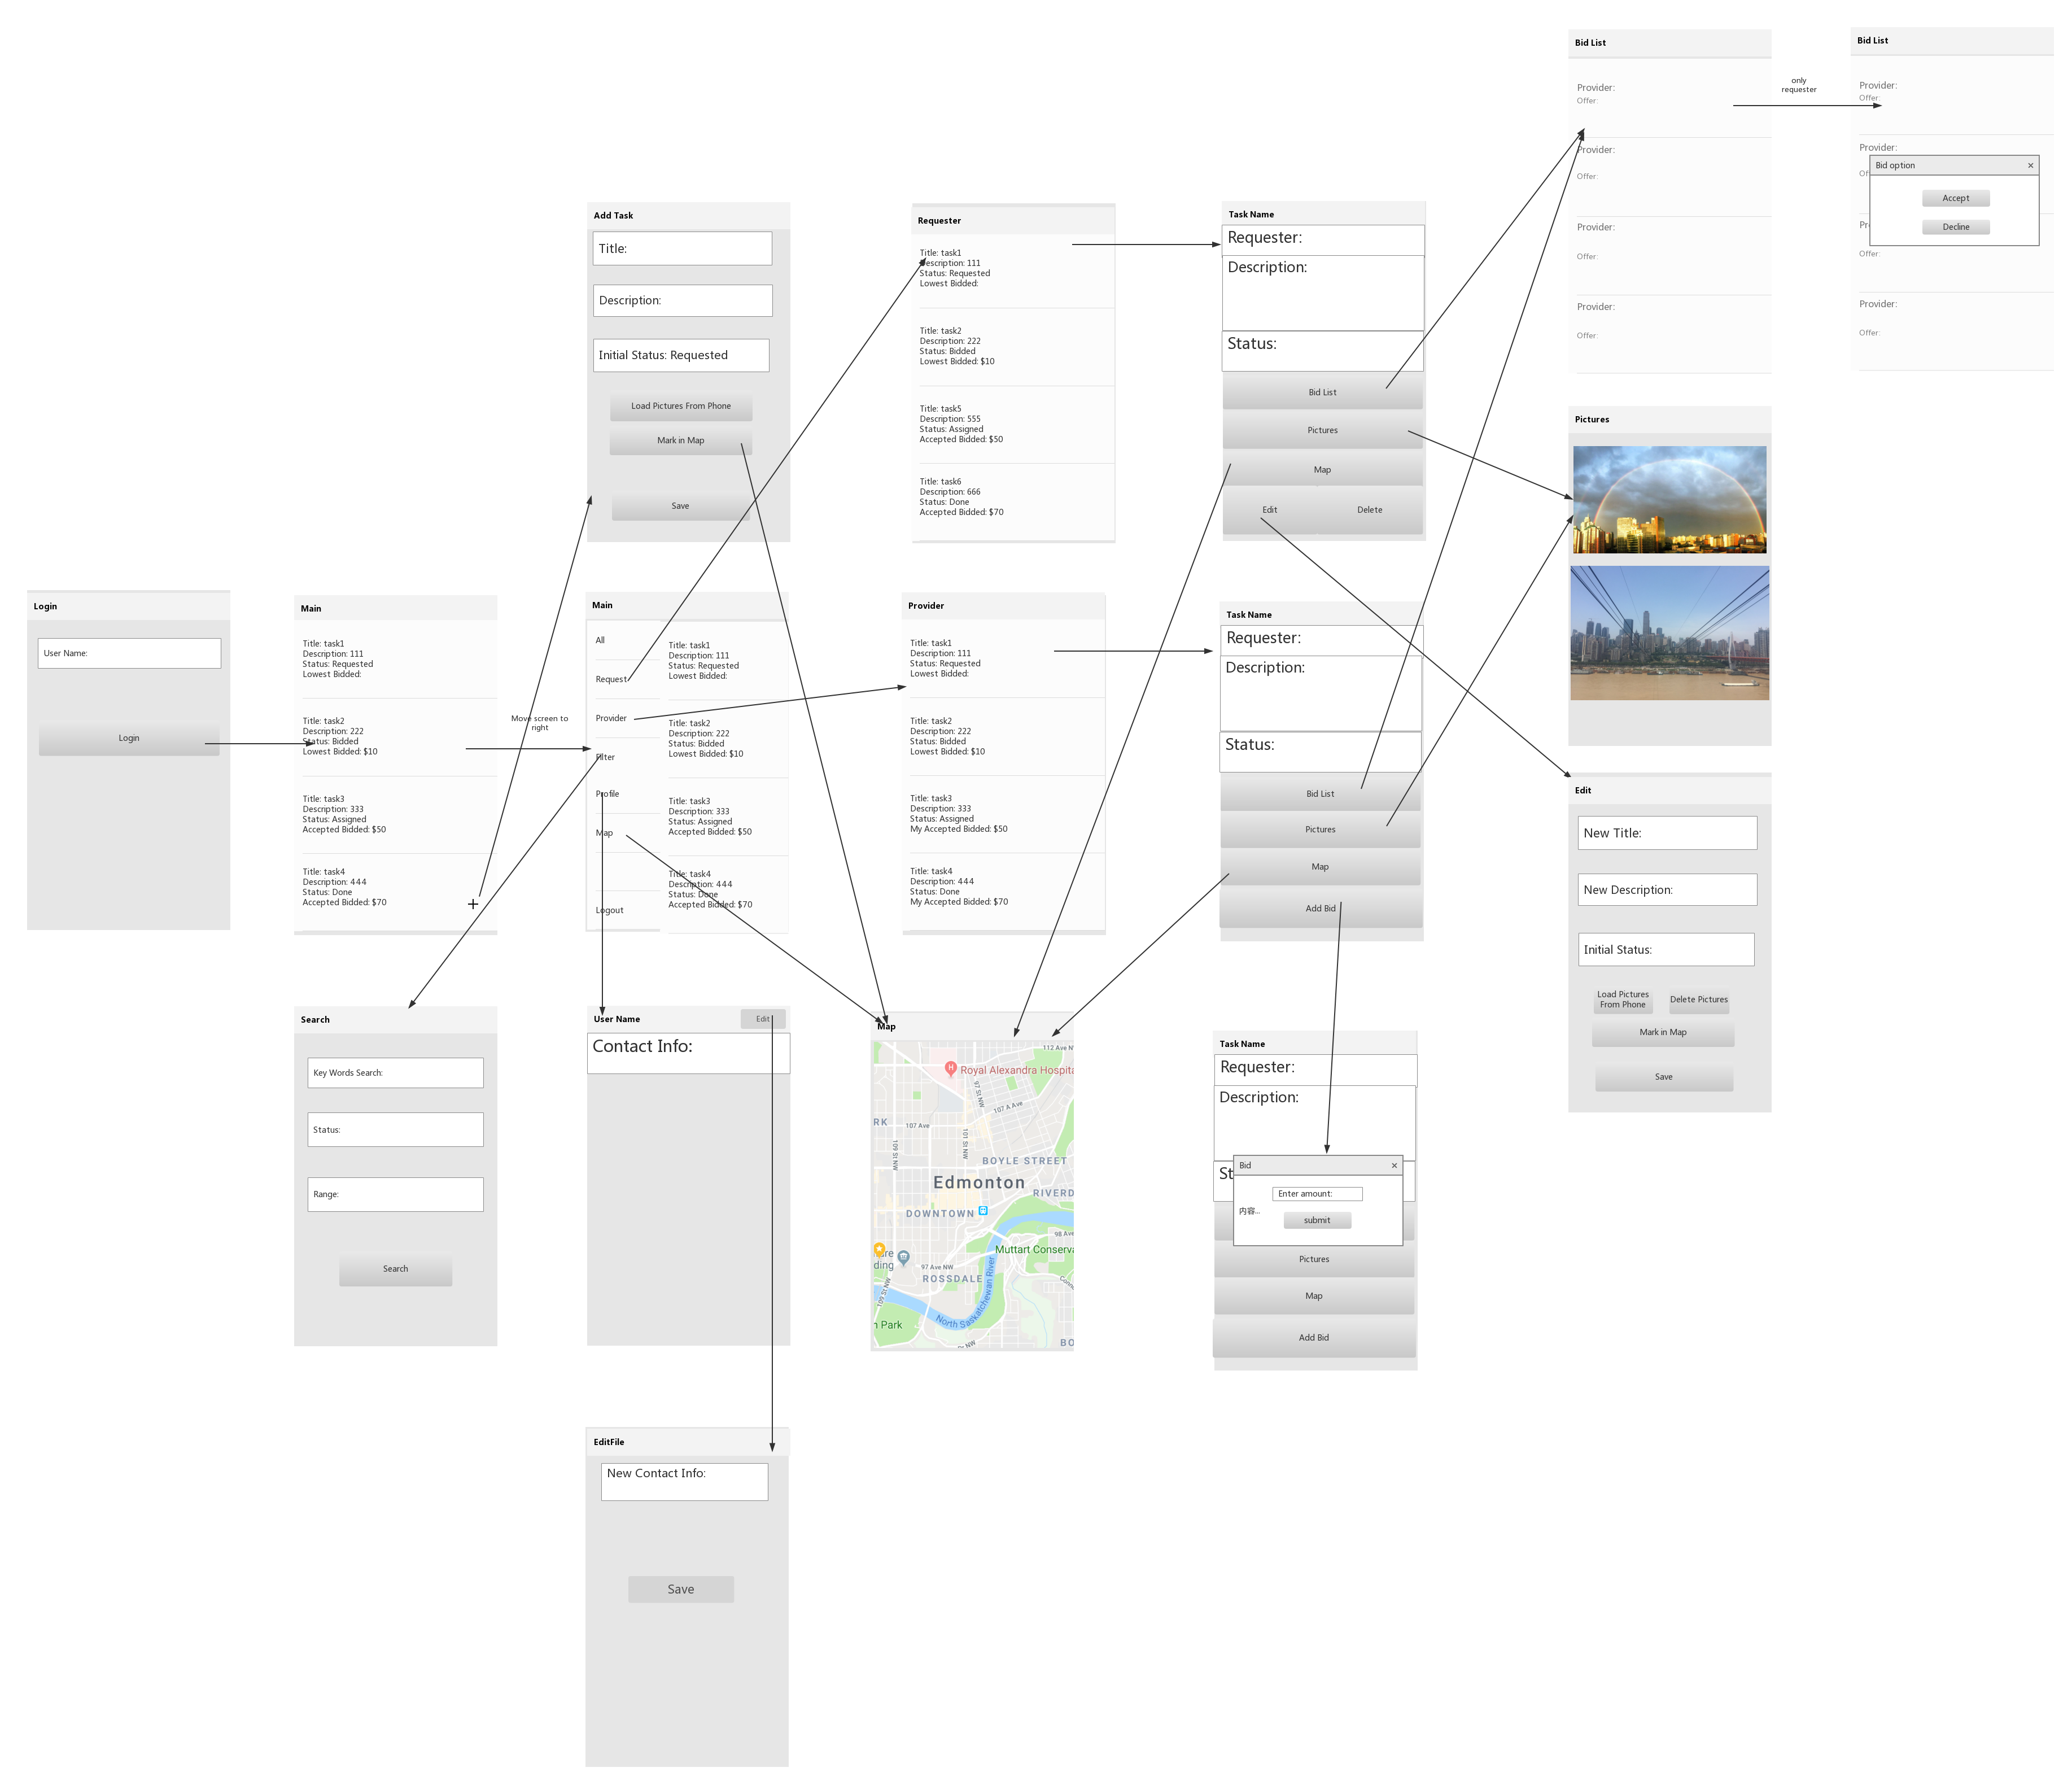 Bid List
Provider:
Offer:
Provider:
Offer:
Provider:
Offer:
Provider:
Offer:
only
requester
Bid List
Provider:
Offer:
Provider:
Bid option
Accept
Decline
Offer:
Provider:
Offer:
Add Task
Title:
Description:
Initial Status: Requested
Load Pictures From Phone
Mark in Map
Save
Requester
Title: task1
Description: 111
Status: Requested
Lowest Bidded:
Title: task2
Description: 222
Status: Bidded
Lowest Bidded: $10
Title: task5
Description: 555
Status: Assigned
Accepted Bidded: $50
Title: task6
Description: 666
Status: Done
Accepted Bidded: $70
Task Name
Requester:
Description:
Status:
Bid List
Pictures
Map
Edit
Delete
Pictures
Login
User Name:
Login
Main
Title: task1
Description: 111
Status: Requested
Lowest Bidded:
Title: task2
Description: 222
Status: Bidded
Lowest Bidded: $10
Title: task3
Description: 333
Status: Assigned
Accepted Bidded: $50
Title: task4
Description: 444
Status: Done
Accepted Bidded: $70
+
Move screen to
right
Main
All
Request
Provider
Filter
Profile
Map
Logout
Title: task1
Description: 111
Status: Requested
Lowest Bidded:
Title: task2
Description: 222
Status: Bidded
Lowest Bidded: $10
Title: task3
Description: 333
Status: Assigned
Accepted Bidded: $50
Title: task4
Description: 444
Status: Done
Accepted Bidded: $70
Provider
Title: task1
Description: 111
Status: Requested
Lowest Bidded:
Title: task2
Description: 222
Status: Bidded
Lowest Bidded: $10
Title: task3
Description: 333
Status: Assigned
My Accepted Bidded: $50
Title: task4
Description: 444
Status: Done
My Accepted Bidded: $70
Task Name
Requester:
Description:
Status:
Bid List
Pictures
Map
Add Bid
Edit
New Title:
New Description:
Initial Status:
Load Pictures
From Phone
Delete Pictures
Mark in Map
Save
Search
Key Words Search:
Status:
Range:
Search
User Name
Edit
Contact Info:
Map
112 Ave N
Royal Alexandra Hospita
97 St NW
107 A Ave
RK
107 Ave
109 St NW
101 St NW
BOYLE STREET
Edmonton
RIVERD
DOWNTOWN
98 Ave
Muttart Conserva
ding
97 Ave NW
ROSSDALE
109 St NW
North Saskatchewan River
Conn
n Park
NW
BO
Task Name
Requester:
Description:
St
Bid
Enter amount:
内容...
submit
Pictures
Map
Add Bid
EditFile
New Contact Info:
Save